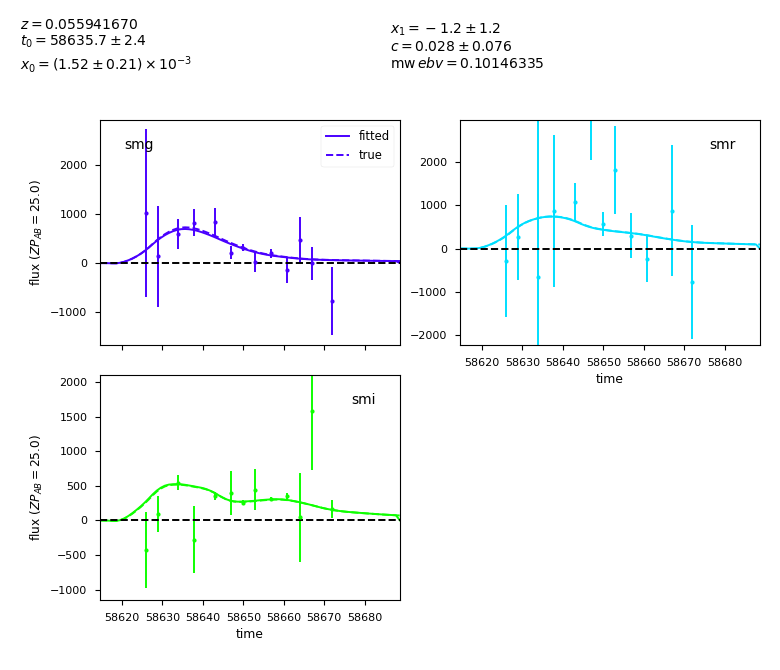 z = 0.055941670
t₀ = 58635.7 ± 2.4
x₀ = (1.52 ± 0.21) × 10⁻³
x₁ = −1.2 ± 1.2
c = 0.028 ± 0.076
mw ebv = 0.10146335
smg
fitted
true
2000
1000
0
−1000
flux (ZP_AB = 25.0)
smr
2000
1000
0
−1000
−2000
58620 58630 58640 58650 58660 58670 58680
time
smi
2000
1500
1000
500
0
−500
−1000
flux (ZP_AB = 25.0)
58620 58630 58640 58650 58660 58670 58680
time